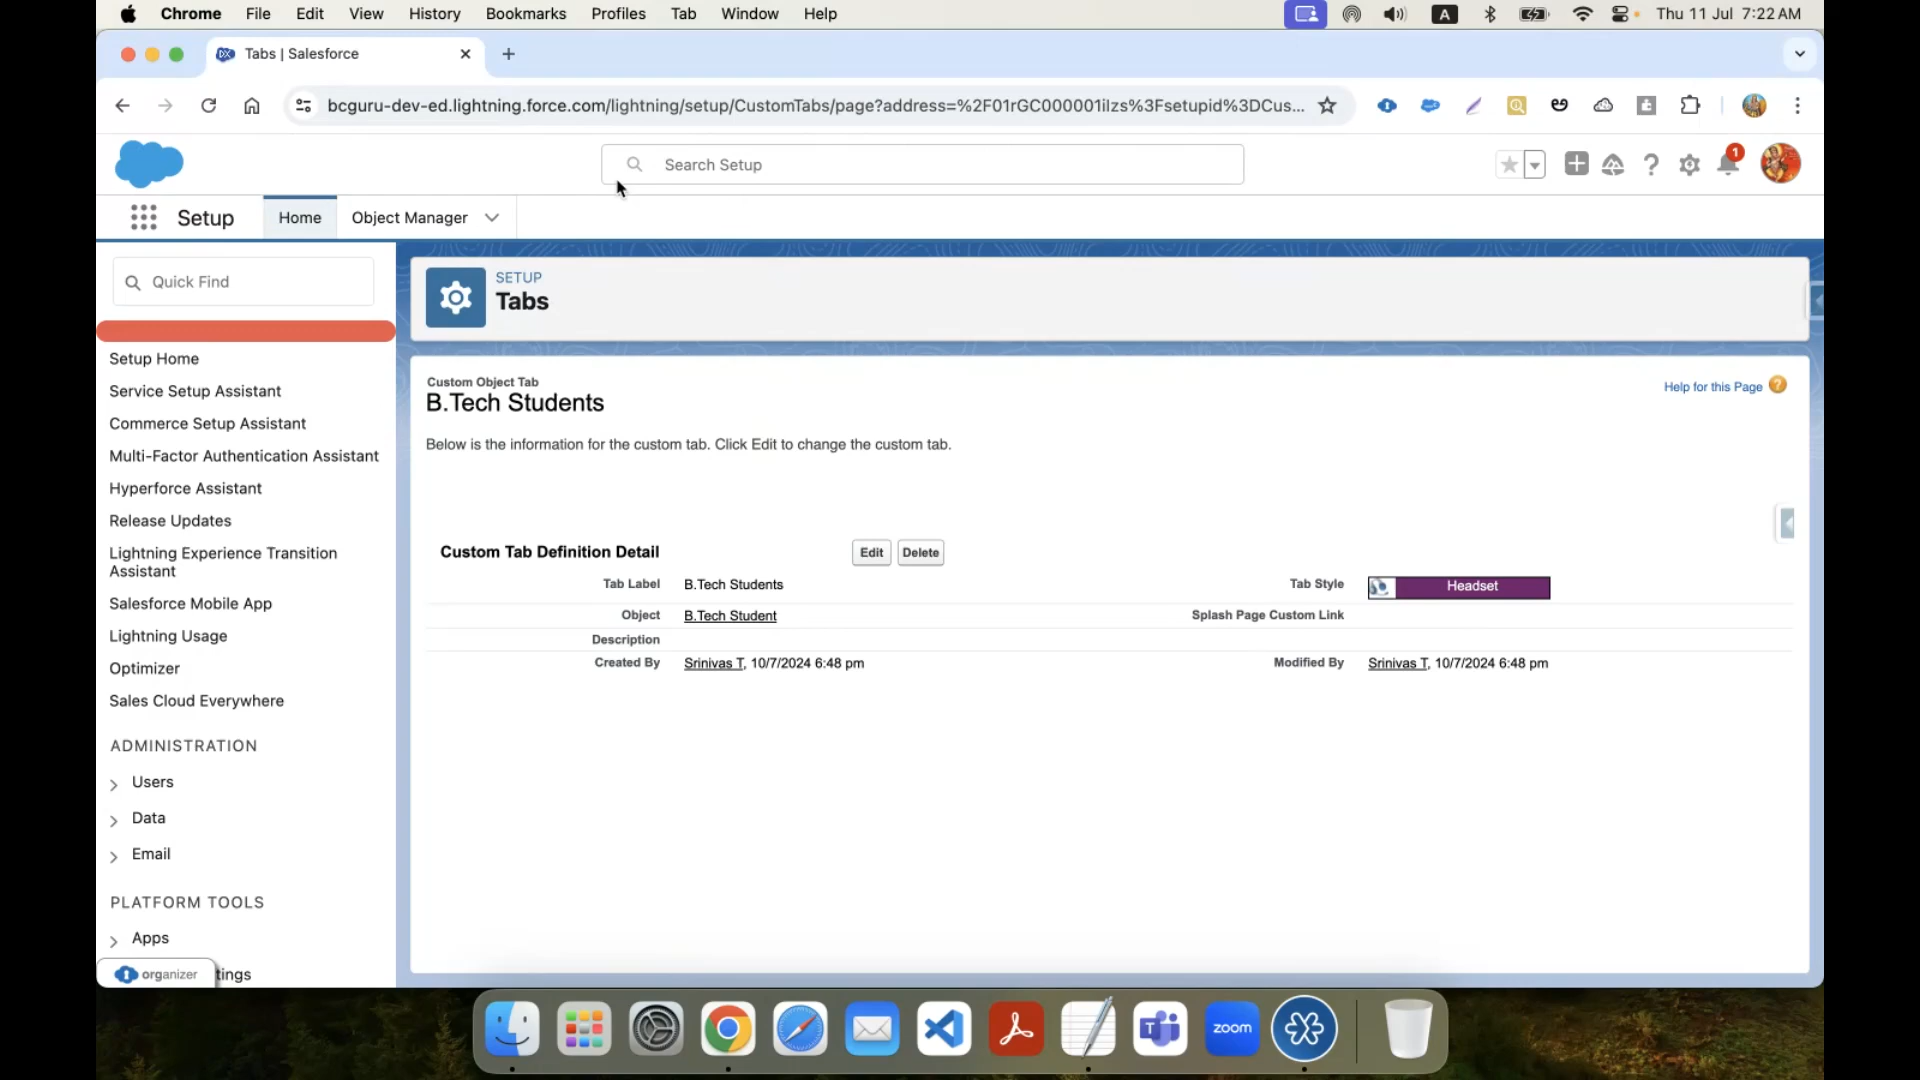 Chrome File Edit View History Bookmarks Profiles Tab Window Help A Thu 11 Jul 7:22 AM
Tabs | Salesforce
bcguru-dev-ed.lightning.force.com/lightning/setup/CustomTabs/page?address=%2F01rGC000001iIzs%3Fsetupid%3DCus...
Search Setup
1
Setup Home Object Manager
Quick Find
SETUP
Tabs
Setup Home
Service Setup Assistant
Commerce Setup Assistant
Multi-Factor Authentication Assistant
Hyperforce Assistant
Release Updates
Lightning Experience Transition
Assistant
Salesforce Mobile App
Lightning Usage
Optimizer
Sales Cloud Everywhere
ADMINISTRATION
Users
Data
Email
PLATFORM TOOLS
Apps
organizer tings
Custom Object Tab
B.Tech Students
Help for this Page ?
Below is the information for the custom tab. Click Edit to change the custom tab.
Custom Tab Definition Detail Edit Delete
Tab Label B.Tech Students Tab Style Headset
Object B.Tech Student Splash Page Custom Link
Description
Created By Srinivas T, 10/7/2024 6:48 pm Modified By Srinivas T, 10/7/2024 6:48 pm
zoom